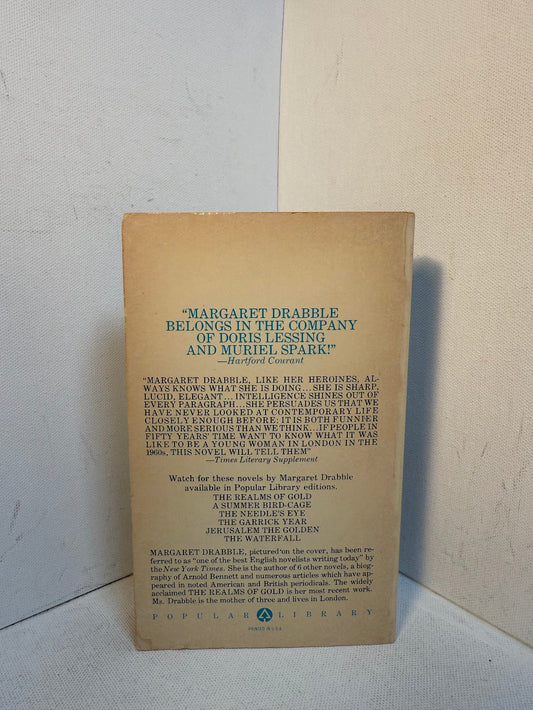 "MARGARET DRABBLE
BELONGS IN THE COMPANY
OF DORIS LESSING
AND MURIEL SPARK!"
—Hartford Courant
"MARGARET DRABBLE, LIKE HER HEROINES, AL-
WAYS KNOWS WHAT SHE IS DOING...SHE IS SHARP,
LUCID, ELEGANT...INTELLIGENCE SHINES OUT
OF EVERY PARAGRAPH...SHE PERSUADES US THAT WE
HAVE NEVER LOOKED AT CONTEMPORARY LIFE
CLOSELY ENOUGH BEFORE: IT IS BOTH FUNNIER
AND MORE SERIOUS THAN WE THINK...IF PEOPLE IN
FIFTY YEARS' TIME WANT TO KNOW WHAT IT WAS
LIKE TO BE A YOUNG WOMAN IN LONDON IN THE
1960s, THIS NOVEL WILL TELL THEM"
—Times Literary Supplement
Watch for these novels by Margaret Drabble
available in Popular Library editions.
THE REALMS OF GOLD
A SUMMER BIRD-CAGE
THE NEEDLE'S EYE
THE GARRICK YEAR
JERUSALEM THE GOLDEN
THE WATERFALL
MARGARET DRABBLE, pictured on the cover, has been re-
ferred to as "one of the best English novelists writing today" by
the New York Times. She is the author of 6 other novels, a biog-
raphy of Arnold Bennett and numerous articles which have ap-
peared in noted American and British periodicals. The widely
acclaimed THE REALMS OF GOLD is her most recent work.
Ms. Drabble is the mother of three and lives in London.
POPULAR LIBRARY
PRINTED IN U.S.A.